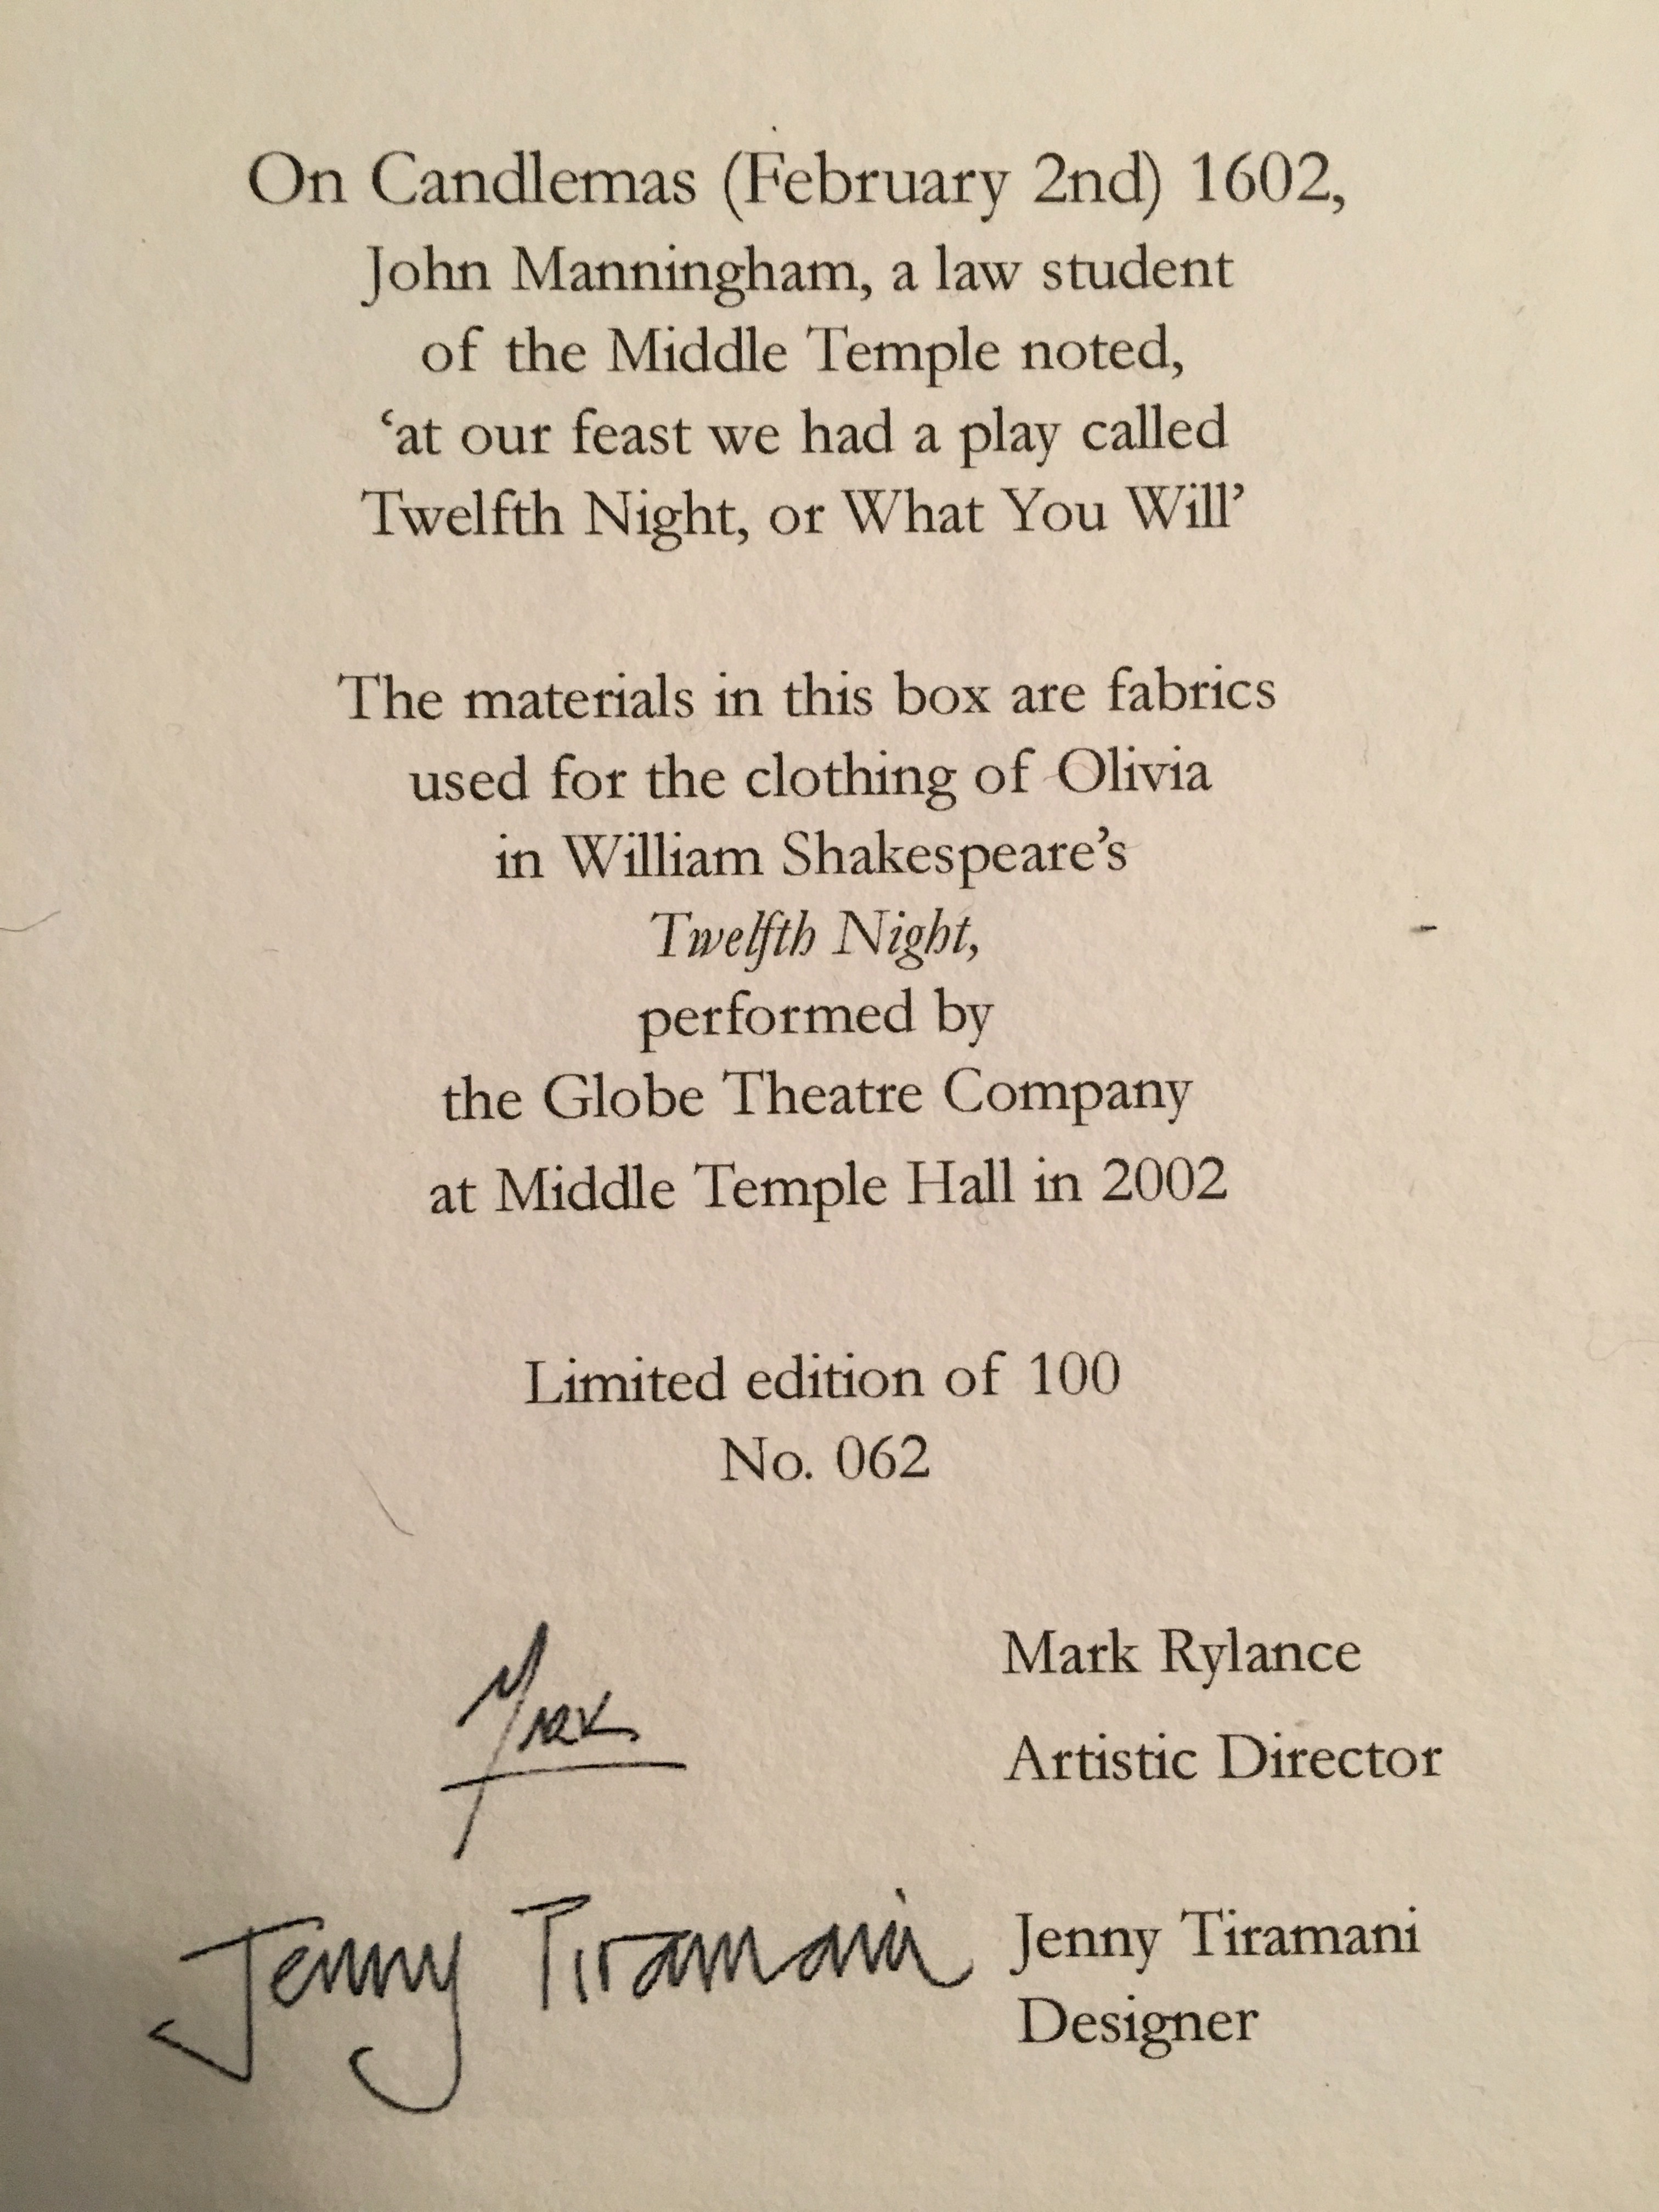 On Candlemas (February 2nd) 1602,
John Manningham, a law student
of the Middle Temple noted,
‘at our feast we had a play called
Twelfth Night, or What You Will’
The materials in this box are fabrics
used for the clothing of Olivia
in William Shakespeare’s
Twelfth Night,
performed by
the Globe Theatre Company
at Middle Temple Hall in 2002
Limited edition of 100
No. 062
Mark Rylance
Mark
Artistic Director
Jenny Tiramani
Jenny Tiramani
Designer